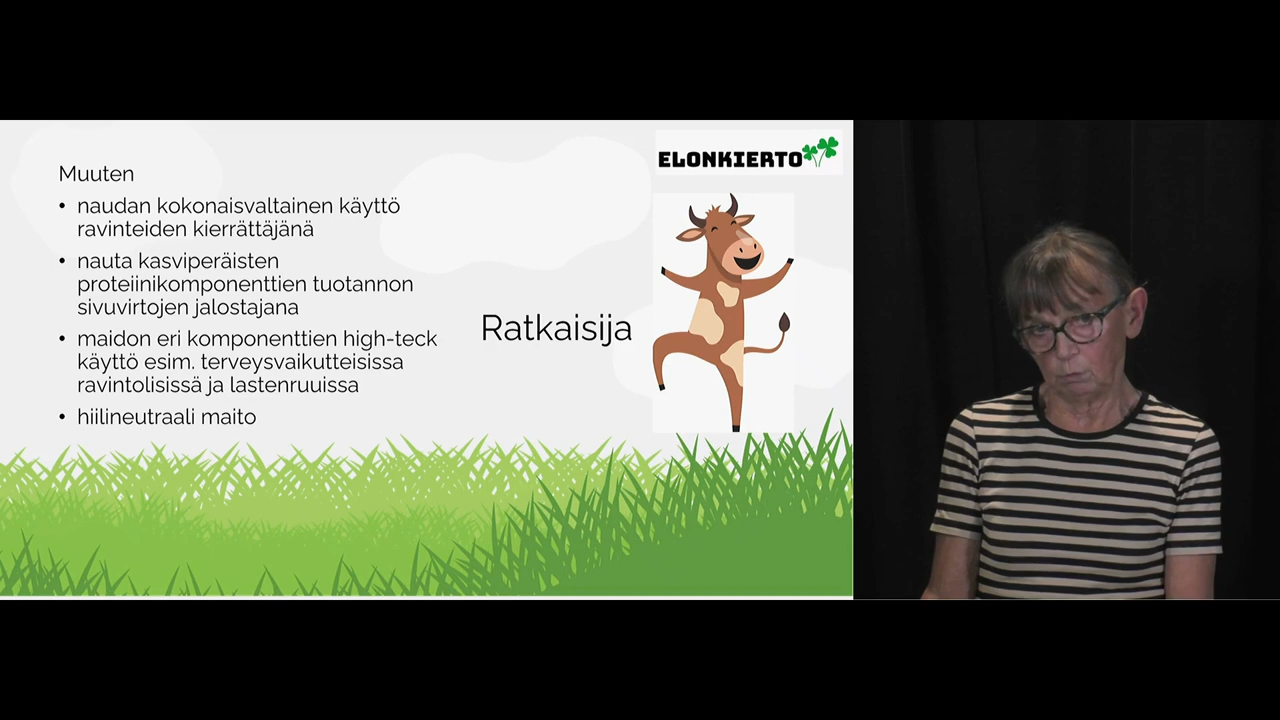 ELONKIERTO
Muuten
• naudan kokonaisvaltainen käyttö
ravinteiden kierrättäjänä
• nauta kasviperäisten
proteiinikomponenttien tuotannon
sivuvirtojen jalostajana
• maidon eri komponenttien high-teck
käyttö esim. terveysvaikutteisissa
ravintolisissä ja lastenruuissa
• hiilineutraali maito
Ratkaisija